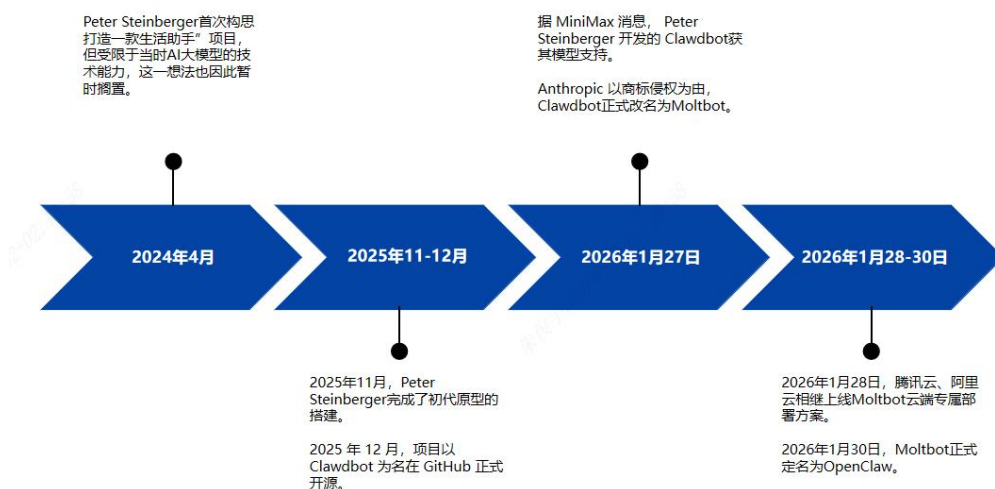 Peter Steinberger首次构思
打造一款生活助手”项目,
但受限于当时AI大模型的技
术能力，这一想法也因此暂
时搁置。
据 MiniMax 消息， Peter
Steinberger 开发的 Clawdbot获
其模型支持。
Anthropic 以商标侵权为由，
Clawdbot正式改名为Moltbot。
2024年4月
2025年11-12月
2026年1月27日
2026年1月28-30日
2025年11月，Peter
Steinberger完成了初代原型的
搭建。
2025 年 12 月，项目以
Clawdbot 为名在 GitHub 正式
开源。
2026年1月28日，腾讯云、阿里
云相继上线Moltbot云端专属部
署方案。
2026年1月30日，Moltbot正式
定名为OpenClaw。